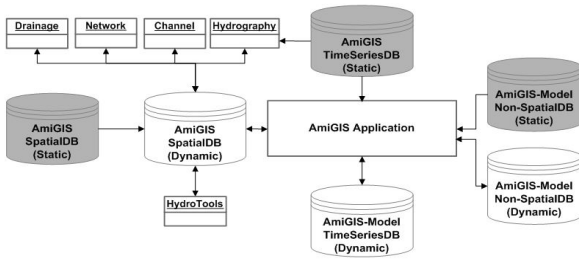 Drainage
Network
Channel
Hydrography
AmiGIS
TimeSeriesDB
(Static)
AmiGIS
SpatialDB
(Static)
AmiGIS
SpatialDB
(Dynamic)
AmiGIS Application
AmiGIS-Model
Non-SpatialDB
(Static)
AmiGIS-Model
Non-SpatialDB
(Dynamic)
HydroTools
AmiGIS-Model
TimeSeriesDB
(Dynamic)